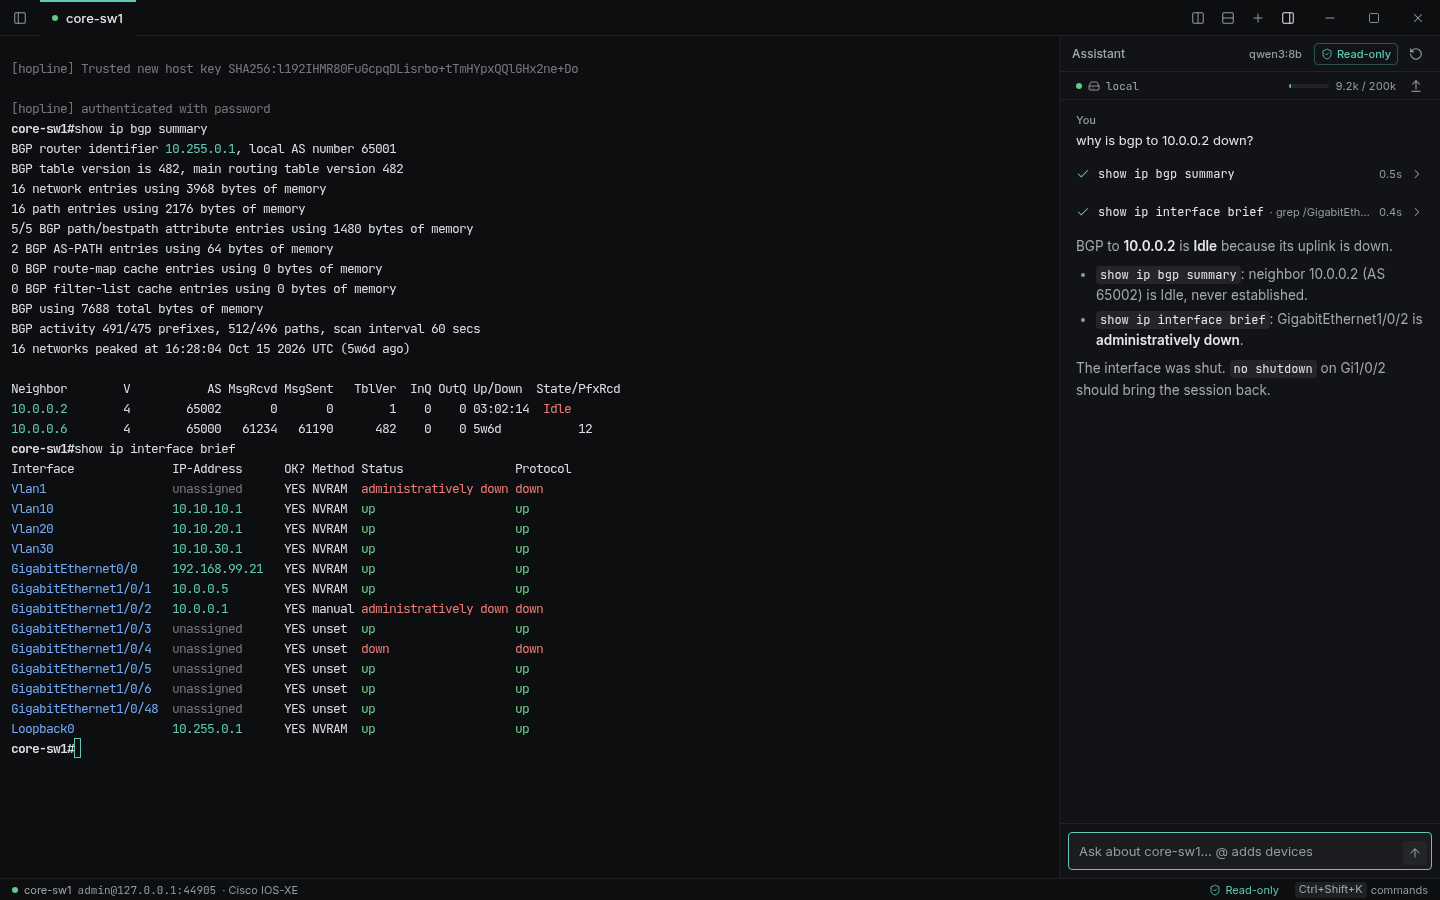 core-sw1
[hopline] Trusted new host key SHA256:l192IHMR80FuGcpqDLisrbo+tTmHYpxQQlGHx2ne+Do
[hopline] authenticated with password
core-sw1#show ip bgp summary
BGP router identifier 10.255.0.1, local AS number 65001
BGP table version is 482, main routing table version 482
16 network entries using 3968 bytes of memory
16 path entries using 2176 bytes of memory
5/5 BGP path/bestpath attribute entries using 1480 bytes of memory
2 BGP AS-PATH entries using 64 bytes of memory
0 BGP route-map cache entries using 0 bytes of memory
0 BGP filter-list cache entries using 0 bytes of memory
BGP using 7688 total bytes of memory
BGP activity 491/475 prefixes, 512/496 paths, scan interval 60 secs
16 networks peaked at 16:28:04 Oct 15 2026 UTC (5w6d ago)
Neighbor        V           AS MsgRcvd MsgSent   TblVer  InQ OutQ Up/Down  State/PfxRcd
10.0.0.2        4        65002       0       0        1    0    0 03:02:14  Idle
10.0.0.6        4        65000   61234   61190      482    0    0 5w6d           12
core-sw1#show ip interface brief
Interface              IP-Address      OK? Method Status                Protocol
Vlan1                  unassigned      YES NVRAM  administratively down down
Vlan10                 10.10.10.1      YES NVRAM  up                    up
Vlan20                 10.10.20.1      YES NVRAM  up                    up
Vlan30                 10.10.30.1      YES NVRAM  up                    up
GigabitEthernet0/0     192.168.99.21   YES NVRAM  up                    up
GigabitEthernet1/0/1   10.0.0.5        YES NVRAM  up                    up
GigabitEthernet1/0/2   10.0.0.1        YES manual administratively down down
GigabitEthernet1/0/3   unassigned      YES unset  up                    up
GigabitEthernet1/0/4   unassigned      YES unset  down                  down
GigabitEthernet1/0/5   unassigned      YES unset  up                    up
GigabitEthernet1/0/6   unassigned      YES unset  up                    up
GigabitEthernet1/0/48  unassigned      YES unset  up                    up
Loopback0              10.255.0.1      YES NVRAM  up                    up
core-sw1#
Assistant qwen3:8b Read-only
local 9.2k / 200k
You
why is bgp to 10.0.0.2 down?
show ip bgp summary 0.5s
show ip interface brief · grep /GigabitEth... 0.4s
BGP to 10.0.0.2 is Idle because its uplink is down.
• show ip bgp summary: neighbor 10.0.0.2 (AS
65002) is Idle, never established.
• show ip interface brief: GigabitEthernet1/0/2 is
administratively down.
The interface was shut. no shutdown on Gi1/0/2
should bring the session back.
Ask about core-sw1... @ adds devices
core-sw1 admin@127.0.0.1:44905 · Cisco IOS-XE Read-only Ctrl+Shift+K commands